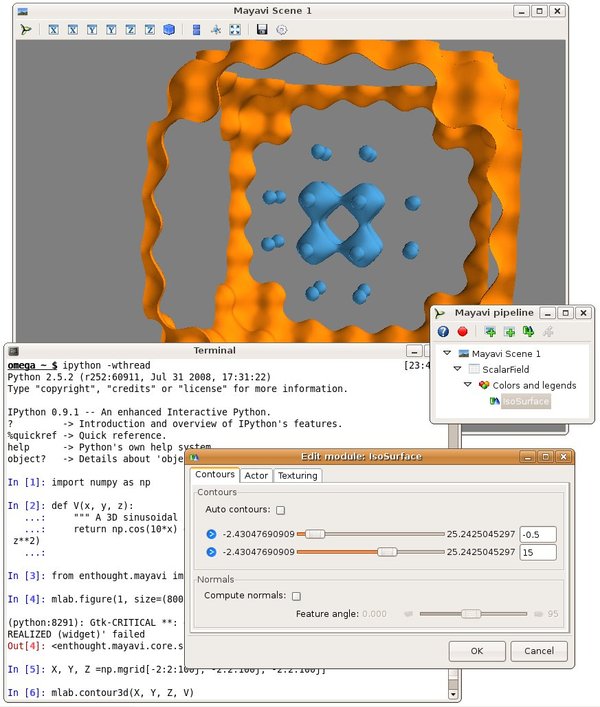 Mayavi Scene 1
X X Y Y Z Z
Mayavi pipeline
Mayavi Scene 1
ScalarField
Colors and legends
IsoSurface
Terminal
omega ~ $ ipython -wthread [23:4
Python 2.5.2 (r252:60911, Jul 31 2008, 17:31:22)
Type "copyright", "credits" or "license" for more information.
IPython 0.9.1 -- An enhanced Interactive Python.
? -> Introduction and overview of IPython's features.
%quickref -> Quick reference.
help -> Python's own help system.
object? -> Details about 'obje
In [1]: import numpy as np
In [2]: def V(x, y, z):
...: """ A 3D sinusoidal
...: return np.cos(10*x)
z**2)
...:
In [3]: from enthought.mayavi im
In [4]: mlab.figure(1, size=(800
(python:8291): Gtk-CRITICAL **:
REALIZED (widget)' failed
Out[4]: <enthought.mayavi.core.s
In [5]: X, Y, Z =np.mgrid[-2:2:100j, -2:2:100j, -2:2:100j]
In [6]: mlab.contour3d(X, Y, Z, V)
Edit module: IsoSurface
Contours Actor Texturing
Contours
Auto contours:
-2.43047690909 25.2425045297 -0.5
-2.43047690909 25.2425045297 15
Normals
Compute normals:
Feature angle: 0.000 95
OK Cancel